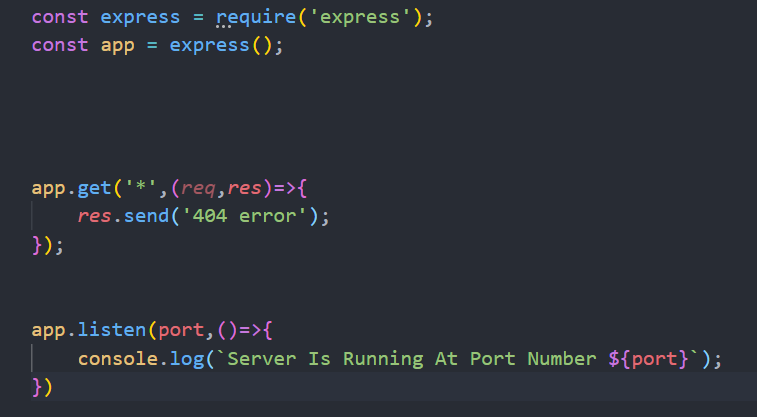 const express = require('express');
const app = express();
app.get('*',(req,res)=>{
    res.send('404 error');
});
app.listen(port,()=>{
    console.log(`Server Is Running At Port Number ${port}`);
})